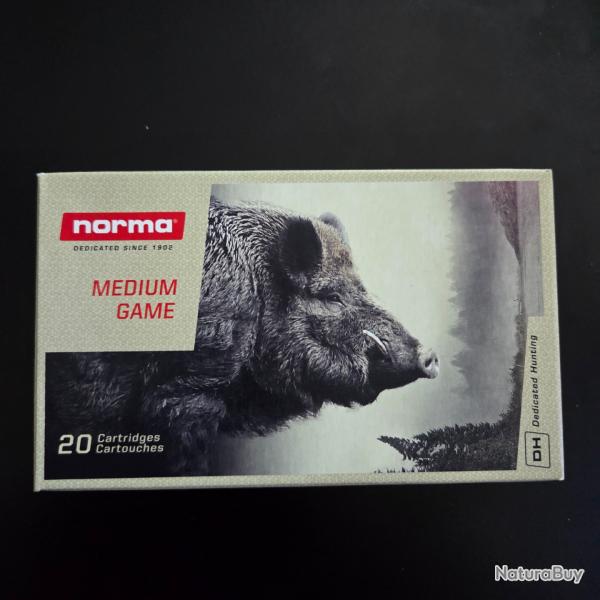 norma®
DEDICATED SINCE 1902
MEDIUM
GAME
20 Cartridges
Cartouches
DH Dedicated Hunting
NaturaBuy